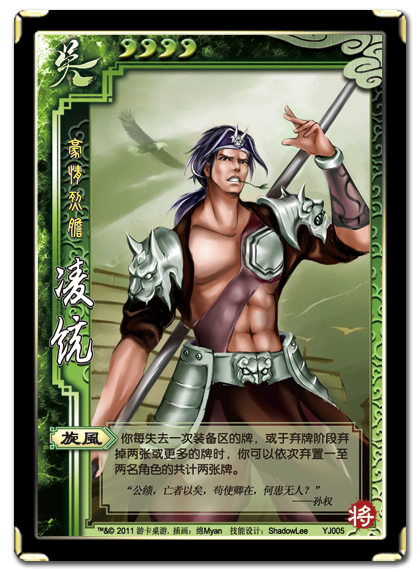 吴
豪情烈胆
凌统
旋風
你每失去一次装备区的牌，或于弃牌阶段弃
掉两张或更多的牌时，你可以依次弃置一至
两名角色的共计两张牌。
“公绩，亡者以矣，苟使卿在，何患无人？”
——孙权
™&© 2011 游卡桌游. 插画：绵Myan 技能设计：ShadowLee YJ005
将